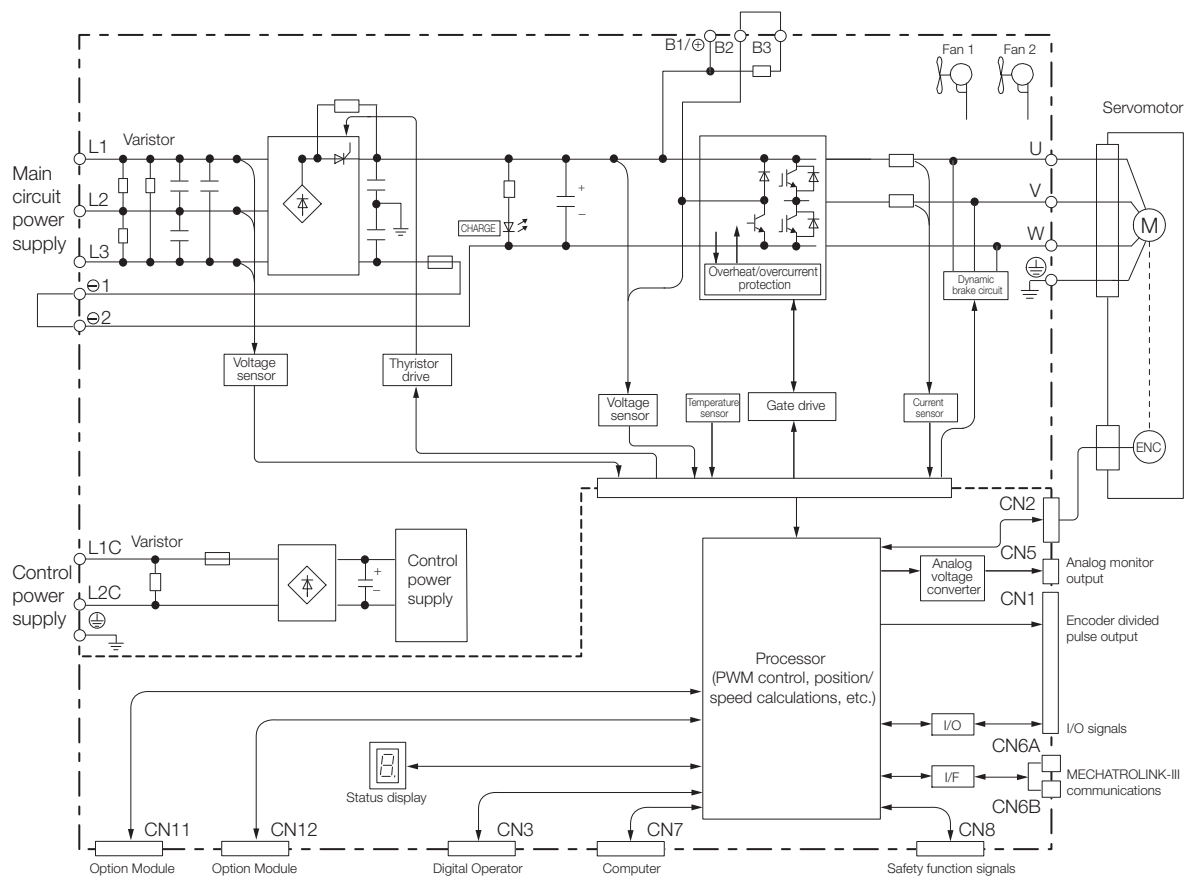 B1/⊕ B2 B3
Fan 1
Fan 2
Servomotor
Main
circuit
power
supply
L1
Varistor
L2
L3
⊖1
⊖2
CHARGE
+
−
Overheat/overcurrent
protection
U
V
W
M
Dynamic
brake circuit
Voltage
sensor
Thyristor
drive
Voltage
sensor
Temperature
sensor
Gate drive
Current
sensor
ENC
Control
power
supply
L1C
Varistor
L2C
+
−
Control
power
supply
CN2
CN5
Analog
voltage
converter
Analog monitor
output
CN1
Encoder divided
pulse output
Processor
(PWM control, position/
speed calculations, etc.)
I/O
I/O signals
CN6A
I/F
MECHATROLINK-III
communications
CN6B
8.
Status display
CN11
Option Module
CN12
Option Module
CN3
Digital Operator
CN7
Computer
CN8
Safety function signals